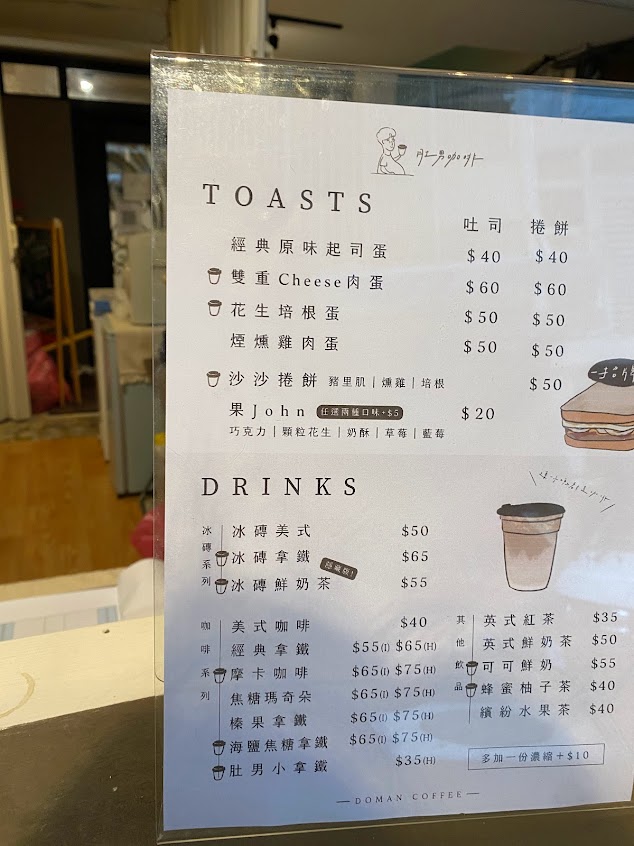 肚男咖啡
TOASTS
吐司 捲餅
經典原味起司蛋 $40 $40
雙重Cheese肉蛋 $60 $60
花生培根蛋 $50 $50
煙燻雞肉蛋 $50 $50
沙沙捲餅 豬里肌|燻雞|培根 $50
果John 任選兩種口味+$5 $20
巧克力|顆粒花生|奶酥|草莓|藍莓
DRINKS
冰磚系列
冰磚美式 $50
冰磚拿鐵 $65
冰磚鮮奶茶 $55
隱藏版!
咖啡系列
美式咖啡 $40
經典拿鐵 $55(I) $65(H)
摩卡咖啡 $65(I) $75(H)
焦糖瑪奇朵 $65(I) $75(H)
榛果拿鐵 $65(I) $75(H)
海鹽焦糖拿鐵 $65(I) $75(H)
肚男小拿鐵 $35(H)
其他飲品
英式紅茶 $35
英式鮮奶茶 $50
可可鮮奶 $55
蜂蜜柚子茶 $40
繽紛水果茶 $40
多加一份濃縮+$10
DOMAN COFFEE